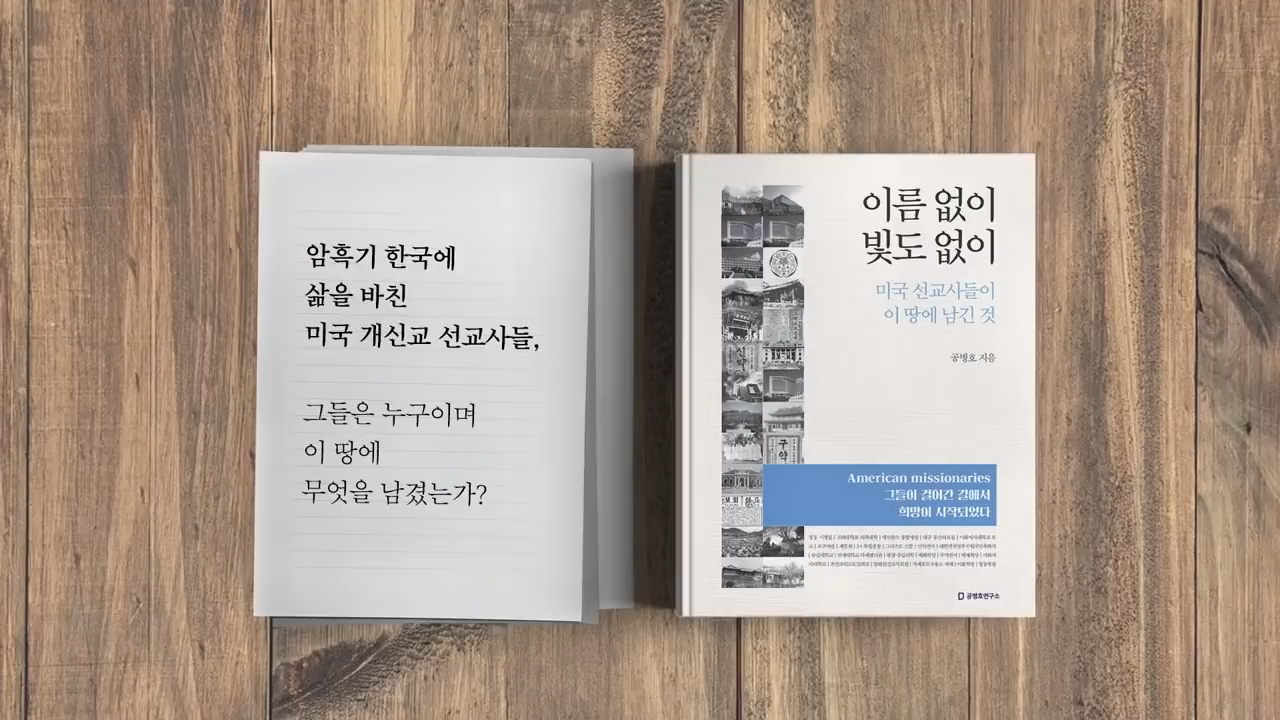 암흑기 한국에
삶을 바친
미국 개신교 선교사들,
그들은 누구이며
이 땅에
무엇을 남겼는가?
이름 없이
빛도 없이
미국 선교사들이
이 땅에 남긴 것
공병호 지음
구약
American missionaries
그들이 걸어간 길에서
희망이 시작되었다
공병호연구소